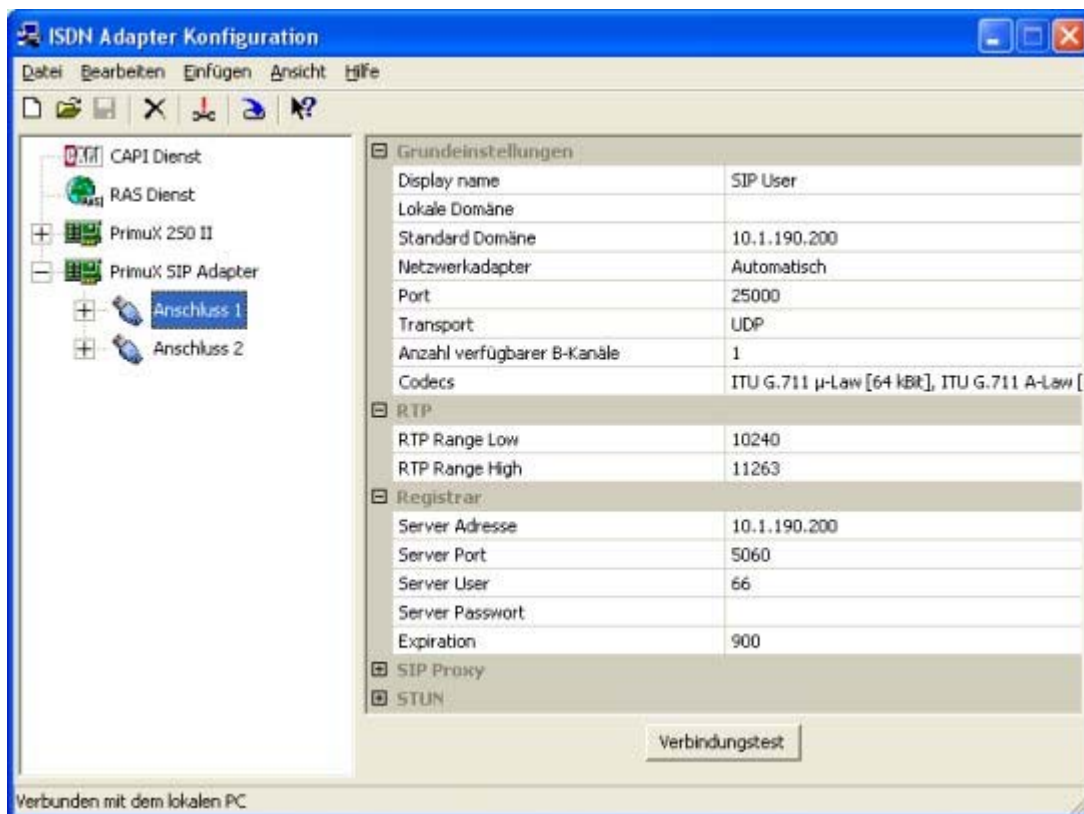 ISDN Adapter Konfiguration
Datei Bearbeiten Einfügen Ansicht Hilfe
CAPI Dienst
RAS Dienst
PrimuX 250 II
PrimuX SIP Adapter
Anschluss 1
Anschluss 2
Grundeinstellungen
Display name SIP User
Lokale Domäne
Standard Domäne 10.1.190.200
Netzwerkadapter Automatisch
Port 25000
Transport UDP
Anzahl verfügbarer B-Kanäle 1
Codecs ITU G.711 µ-Law [64 kBit], ITU G.711 A-Law [
RTP
RTP Range Low 10240
RTP Range High 11263
Registrar
Server Adresse 10.1.190.200
Server Port 5060
Server User 66
Server Passwort
Expiration 900
SIP Proxy
STUN
Verbindungstest
Verbunden mit dem lokalen PC